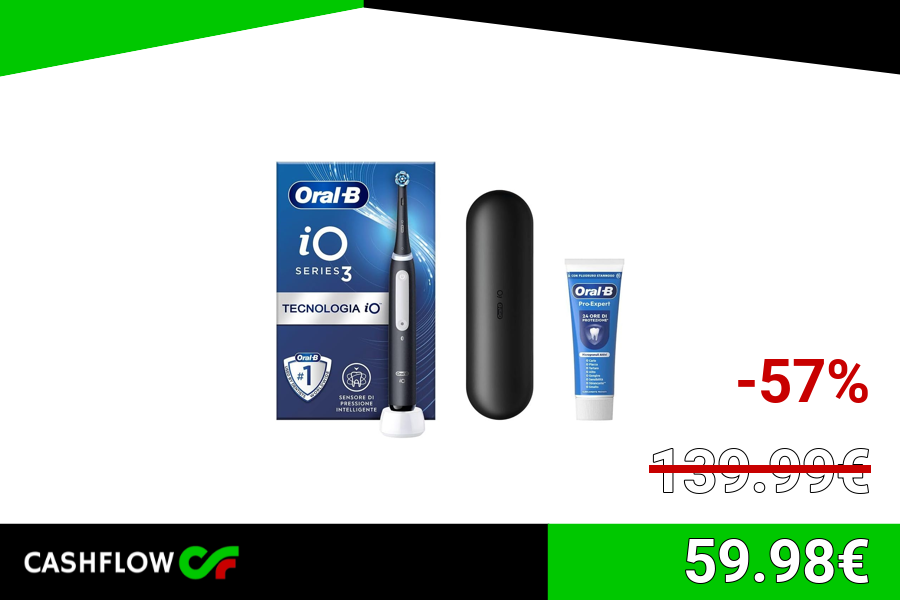 Oral-B
iO
SERIES 3
TECNOLOGIA iO
Oral-B
#1
SENSORE DI
PRESSIONE
INTELLIGENTE
Oral-B
Pro-Expert
24 ORE DI
PROTEZIONE*
-57%
139.99€
CASHFLOW
59.98€